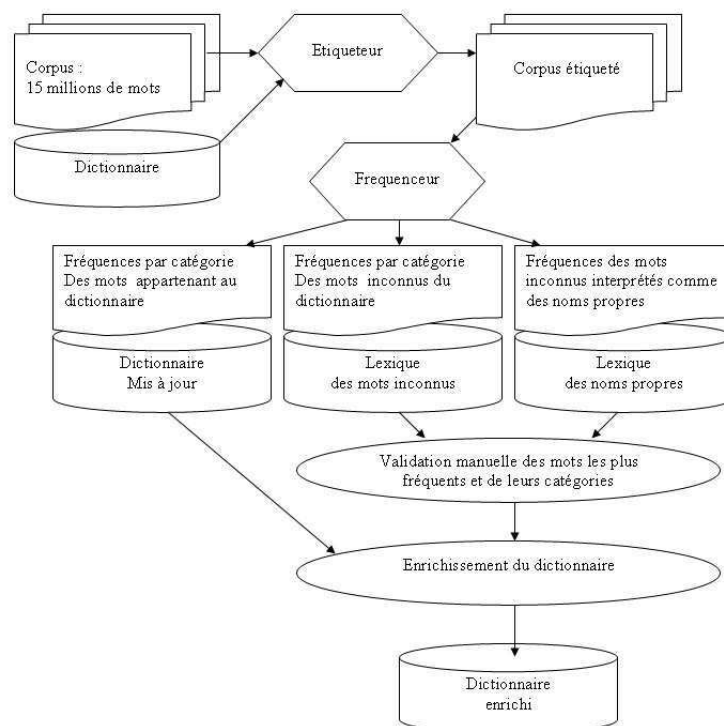 Corpus :
15 millions de mots
Etiqueteur
Corpus étiqueté
Dictionnaire
Frequenceur
Fréquences par catégorie
Des mots appartenant au
dictionnaire
Fréquences par catégorie
Des mots inconnus du
dictionnaire
Fréquences des mots
inconnus interprétés comme
des noms propres
Dictionnaire
Mis à jour
Lexique
des mots inconnus
Lexique
des noms propres
Validation manuelle des mots les plus
fréquents et de leurs catégories
Enrichissement du dictionnaire
Dictionnaire
enrichi